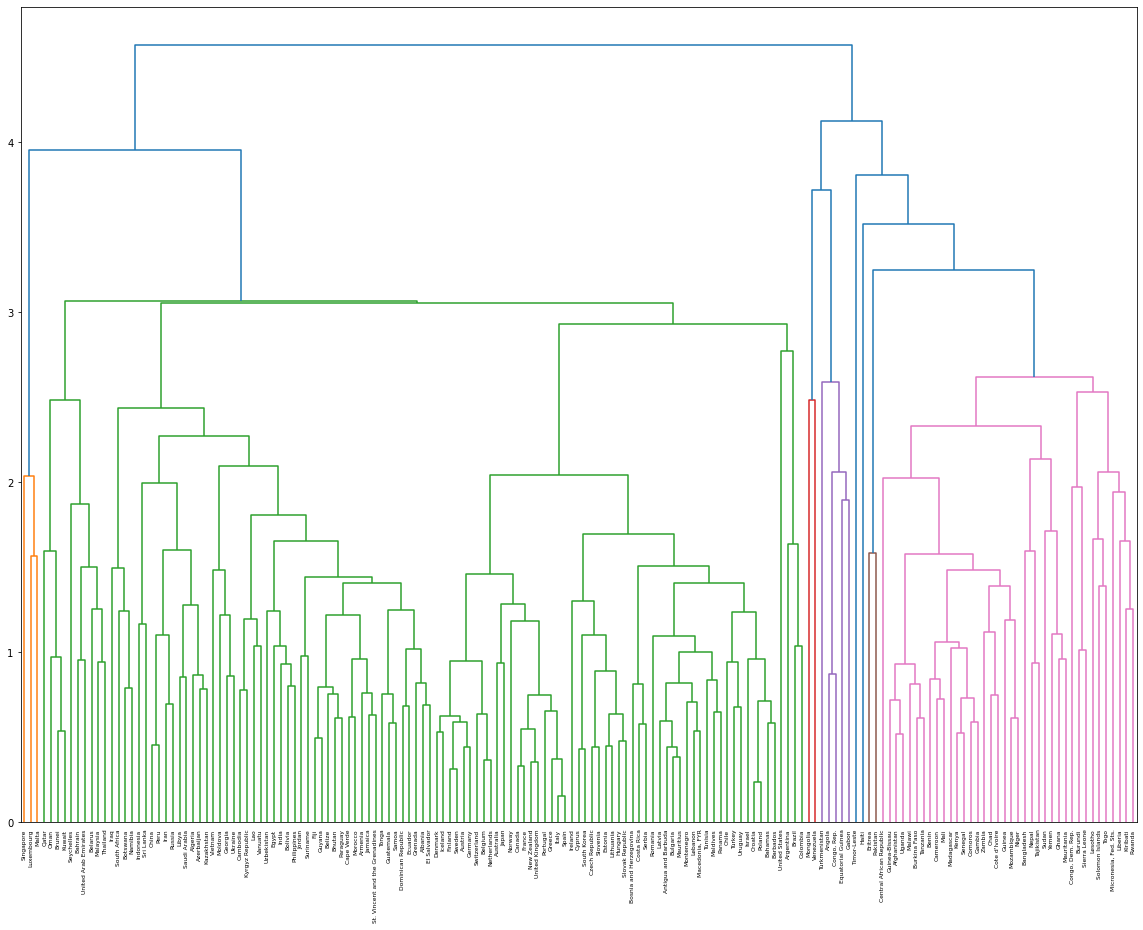 4
3
2
1
0
Singapore
Luxembourg
Malta
Qatar
Oman
Brunei
Kuwait
Seychelles
Bahrain
United Arab Emirates
Belarus
Malaysia
Thailand
Iraq
South Africa
Botswana
Namibia
Indonesia
Sri Lanka
China
Peru
Iran
Russia
Libya
Saudi Arabia
Algeria
Azerbaijan
Kazakhstan
Vietnam
Moldova
Georgia
Ukraine
Cambodia
Kyrgyz Republic
Lao
Vanuatu
Uzbekistan
Egypt
India
Bolivia
Philippines
Jordan
Suriname
Fiji
Guyana
Belize
Bhutan
Paraguay
Cape Verde
Morocco
Armenia
Jamaica
St. Vincent and the Grenadines
Tonga
Guatemala
Samoa
Dominican Republic
Ecuador
Grenada
Albania
El Salvador
Denmark
Iceland
Finland
Sweden
Austria
Germany
Switzerland
Belgium
Netherlands
Australia
Japan
Norway
Canada
France
New Zealand
United Kingdom
Portugal
Greece
Italy
Spain
Ireland
Cyprus
South Korea
Czech Republic
Slovenia
Estonia
Lithuania
Hungary
Slovak Republic
Bosnia and Herzegovina
Costa Rica
Serbia
Romania
Latvia
Antigua and Barbuda
Bulgaria
Mauritius
Montenegro
Lebanon
Macedonia, FYR
Tunisia
Maldives
Panama
Chile
Turkey
Uruguay
Israel
Croatia
Poland
Bahamas
Barbados
United States
Argentina
Brazil
Colombia
Mongolia
Venezuela
Turkmenistan
Angola
Congo, Rep.
Equatorial Guinea
Gabon
Timor-Leste
Haiti
Eritrea
Pakistan
Central African Republic
Guinea-Bissau
Afghanistan
Uganda
Malawi
Burkina Faso
Tanzania
Benin
Cameroon
Mali
Madagascar
Kenya
Senegal
Comoros
Gambia
Zambia
Chad
Cote d'Ivoire
Guinea
Mozambique
Niger
Bangladesh
Nepal
Tajikistan
Sudan
Yemen
Ghana
Mauritania
Congo, Dem. Rep.
Burundi
Sierra Leone
Lesotho
Solomon Islands
Togo
Micronesia, Fed. Sts.
Liberia
Kiribati
Rwanda